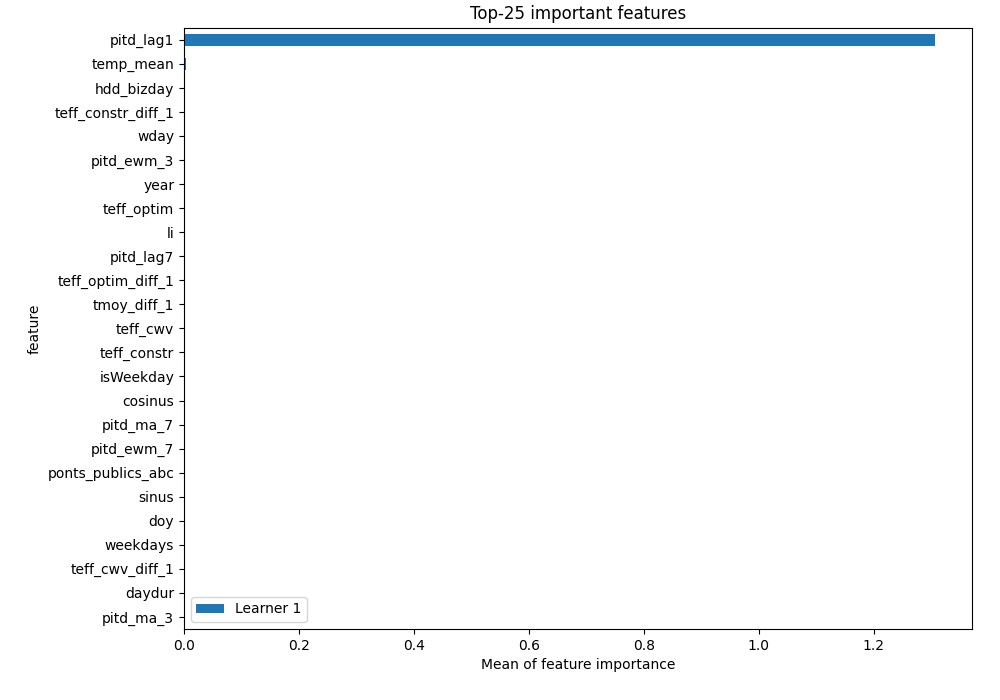 Top-25 important features
pitd_lag1
temp_mean
hdd_bizday
teff_constr_diff_1
wday
pitd_ewm_3
year
teff_optim
li
pitd_lag7
teff_optim_diff_1
tmoy_diff_1
teff_cwv
teff_constr
isWeekday
cosinus
pitd_ma_7
pitd_ewm_7
ponts_publics_abc
sinus
doy
weekdays
teff_cwv_diff_1
daydur
pitd_ma_3
feature
Learner 1
0.0 0.2 0.4 0.6 0.8 1.0 1.2
Mean of feature importance